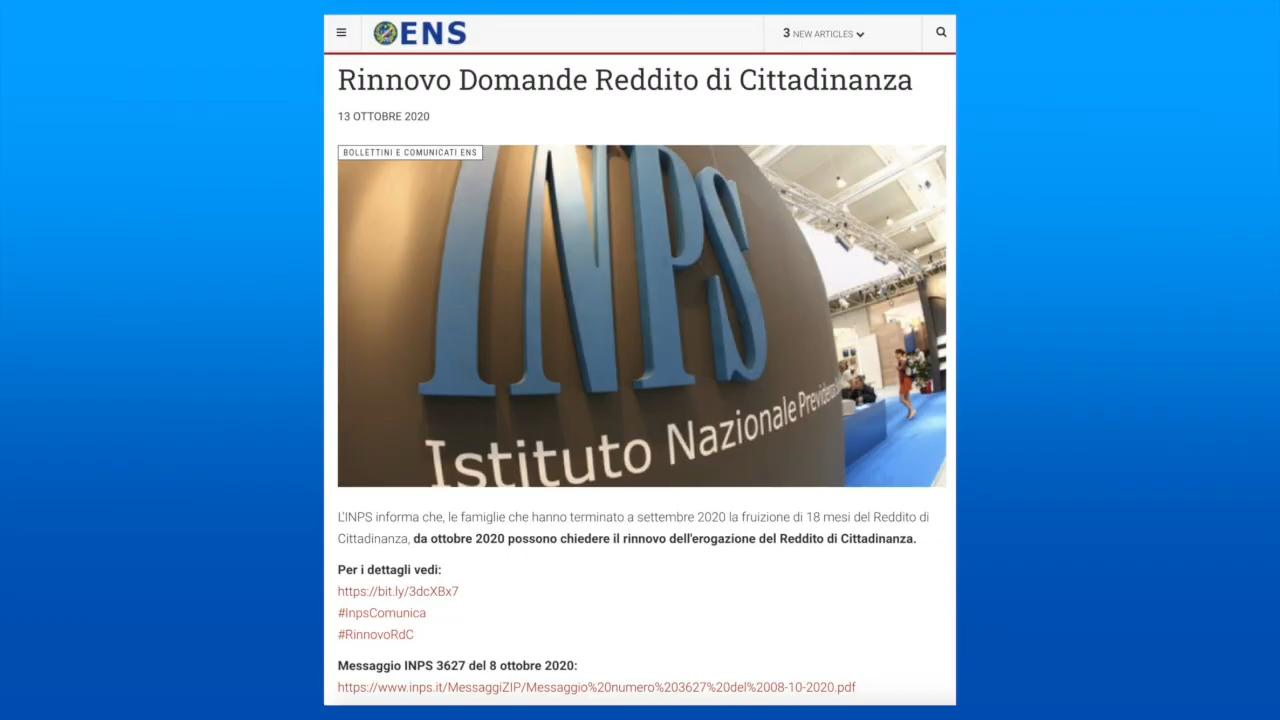 ENS
3 NEW ARTICLES
Rinnovo Domande Reddito di Cittadinanza
13 OTTOBRE 2020
BOLLETTINI E COMUNICATI ENS
INPS
Istituto Nazionale
L'INPS informa che, le famiglie che hanno terminato a settembre 2020 la fruizione di 18 mesi del Reddito di
Cittadinanza, da ottobre 2020 possono chiedere il rinnovo dell'erogazione del Reddito di Cittadinanza.
Per i dettagli vedi:
https://bit.ly/3dcXBx7
#InpsComunica
#RinnovoRdC
Messaggio INPS 3627 del 8 ottobre 2020:
https://www.inps.it/MessaggiZIP/Messaggio%20numero%203627%20del%2008-10-2020.pdf